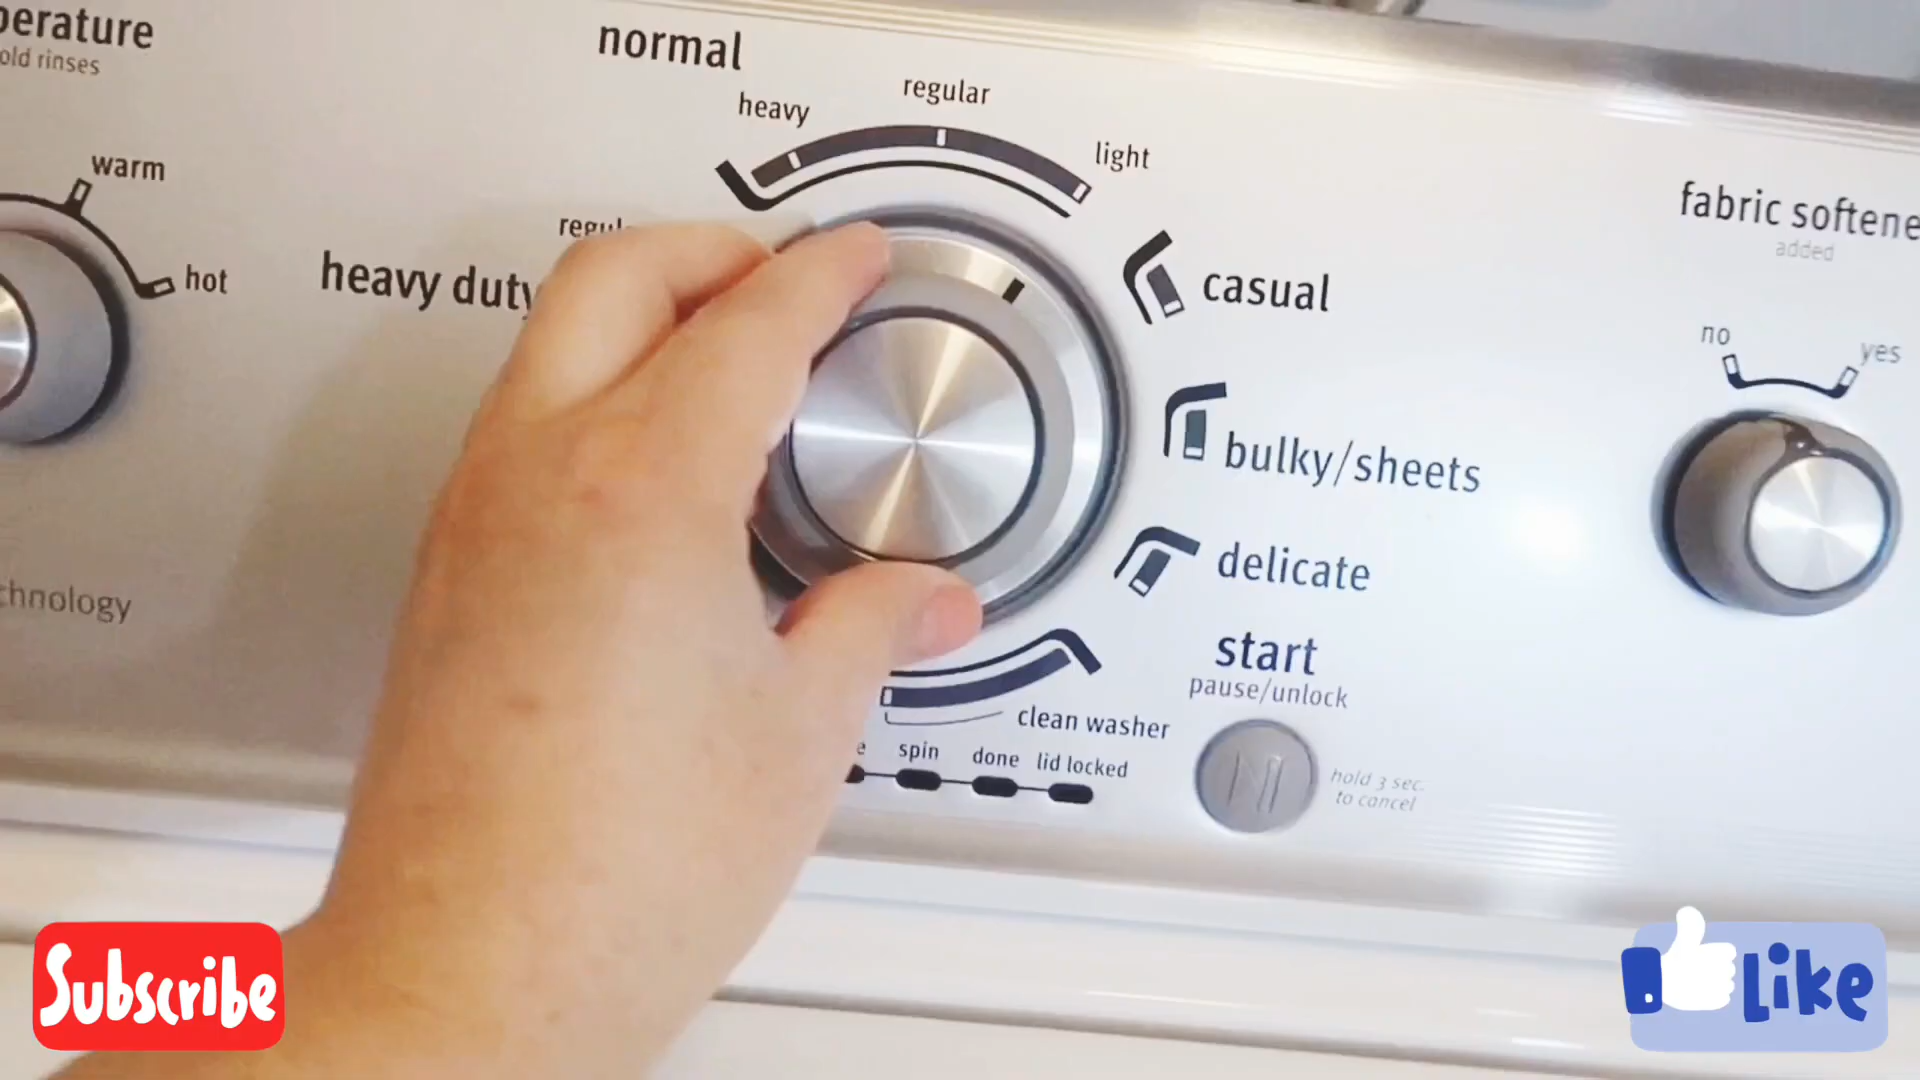 perature
old rinses
warm
hot
chnology
normal
heavy
regular
light
regul
heavy duty
casual
bulky/sheets
delicate
start
pause/unlock
clean washer
e
spin
done
lid locked
hold 3 sec.
to cancel
fabric softene
added
no
yes
Subscribe
Like